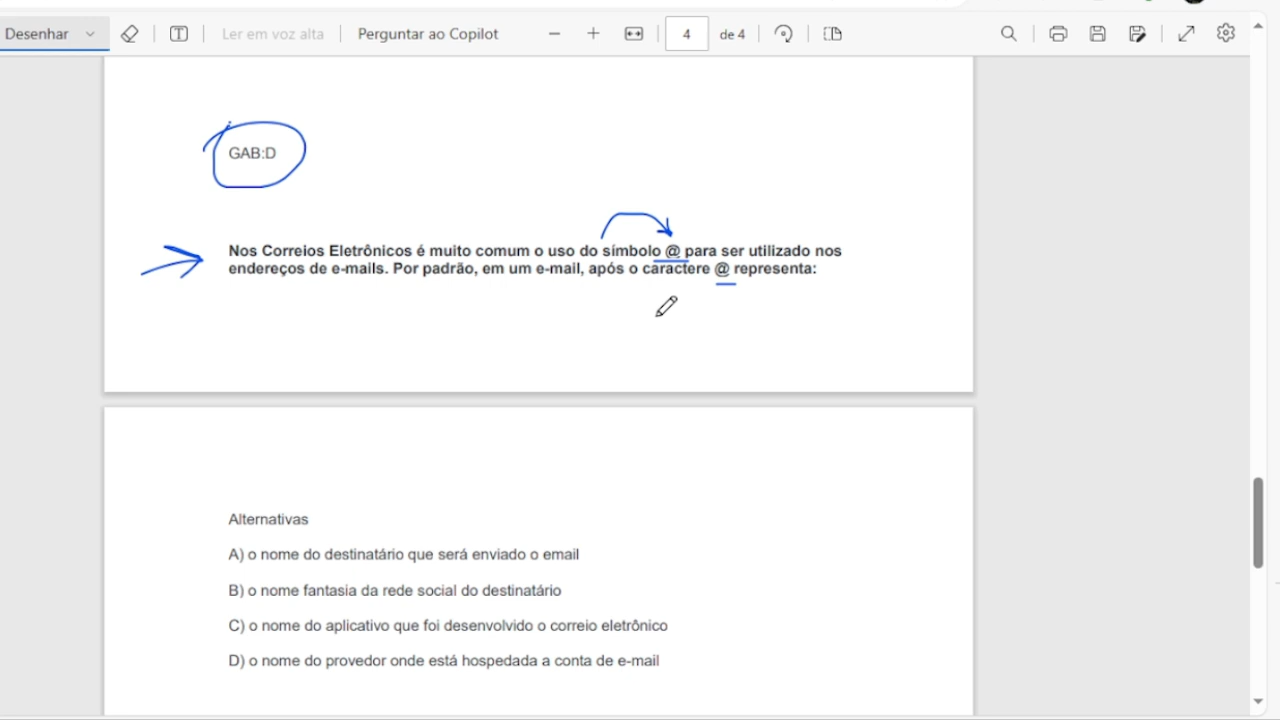 Desenhar
Ler em voz alta
Perguntar ao Copilot
4
de 4
GAB:D
Nos Correios Eletrônicos é muito comum o uso do símbolo @ para ser utilizado nos
endereços de e-mails. Por padrão, em um e-mail, após o caractere @ representa:
Alternativas
A) o nome do destinatário que será enviado o email
B) o nome fantasia da rede social do destinatário
C) o nome do aplicativo que foi desenvolvido o correio eletrônico
D) o nome do provedor onde está hospedada a conta de e-mail